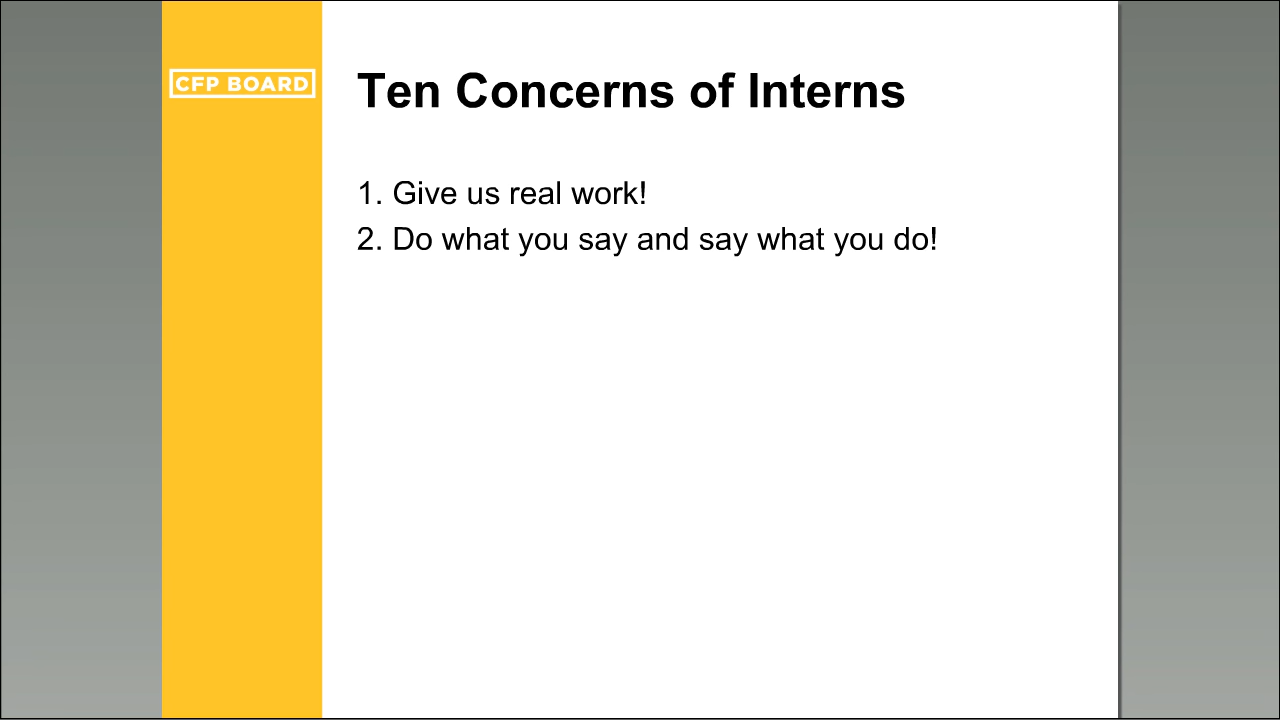 CFP BOARD
Ten Concerns of Interns
1. Give us real work!
2. Do what you say and say what you do!